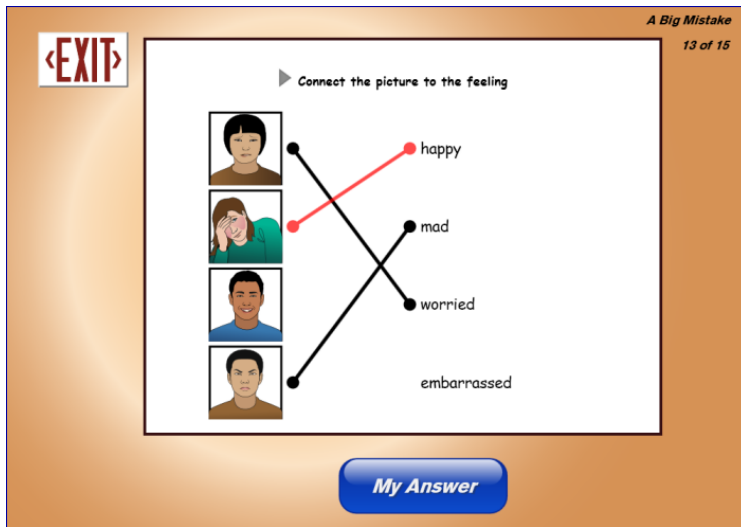 A Big Mistake
‹EXIT›
13 of 15
Connect the picture to the feeling
happy
mad
worried
embarrassed
My Answer